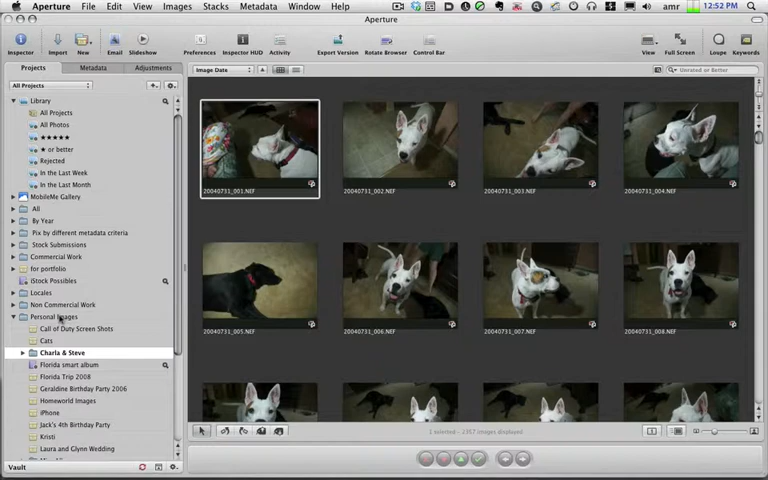 Aperture File Edit View Images Stacks Metadata Window Help amr 12:52 PM
Aperture
Inspector Import New Email Slideshow Preferences Inspector HUD Activity Export Version Rotate Browser Control Bar View Full Screen Loupe Keywords
Projects Metadata Adjustments
Image Date
Unrated or Better
All Projects
Library
All Projects
All Photos
★★★★★
★ or better
Rejected
In the Last Week
In the Last Month
MobileMe Gallery
All
By Year
Pix by different metadata criteria
Stock Submissions
Commercial Work
for portfolio
iStock Possibles
Locales
Non Commercial Work
Personal Images
Call of Duty Screen Shots
Cats
Charla & Steve
Florida smart album
Florida Trip 2008
Geraldine Birthday Party 2006
Homeworld Images
iPhone
Jack's 4th Birthday Party
Kristi
Laura and Glynn Wedding
Vault
20040731_001.NEF
20040731_002.NEF
20040731_003.NEF
20040731_004.NEF
20040731_005.NEF
20040731_006.NEF
20040731_007.NEF
20040731_008.NEF
1 selected - 2357 images displayed